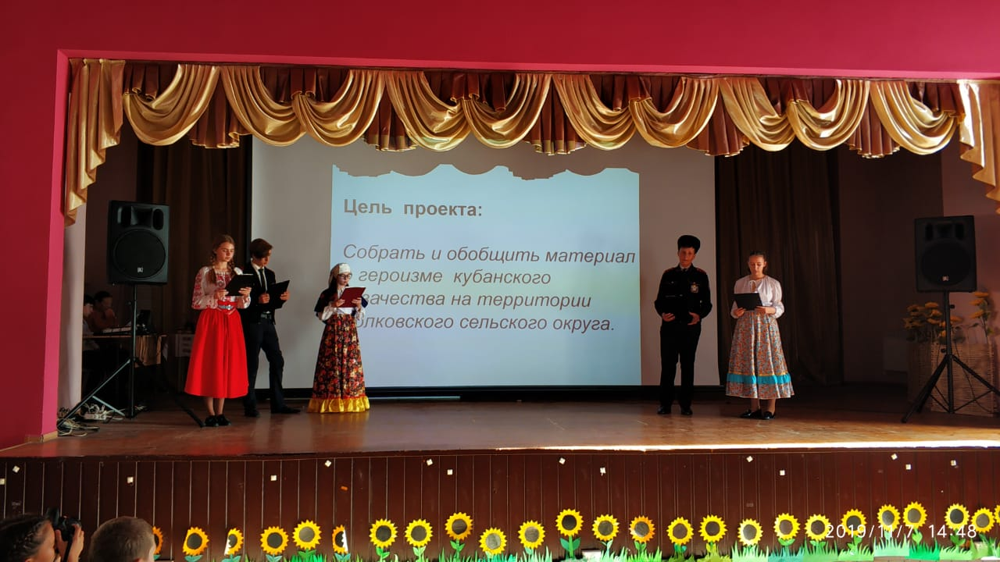 Цель проекта:
Собрать и обобщить материал
героизме кубанского
на территории
сельского округа.
2019/11/7 14:48